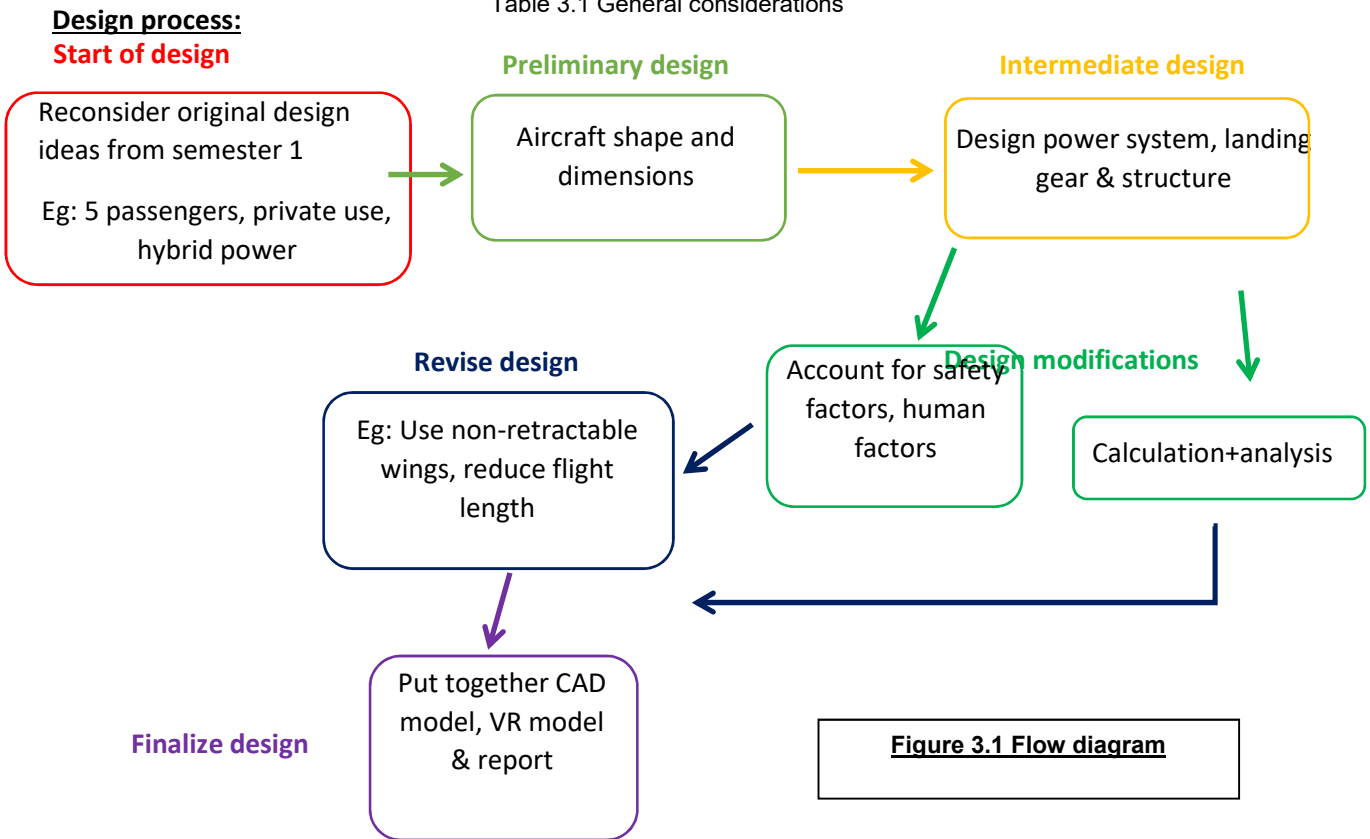 Table 3.1 General considerations
Design process:
Start of design
Reconsider original design
ideas from semester 1
Eg: 5 passengers, private use,
hybrid power
Preliminary design
Aircraft shape and
dimensions
Intermediate design
Design power system, landing
gear & structure
Design modifications
Account for safety
factors, human
factors
Calculation+analysis
Revise design
Eg: Use non-retractable
wings, reduce flight
length
Finalize design
Put together CAD
model, VR model
& report
Figure 3.1 Flow diagram